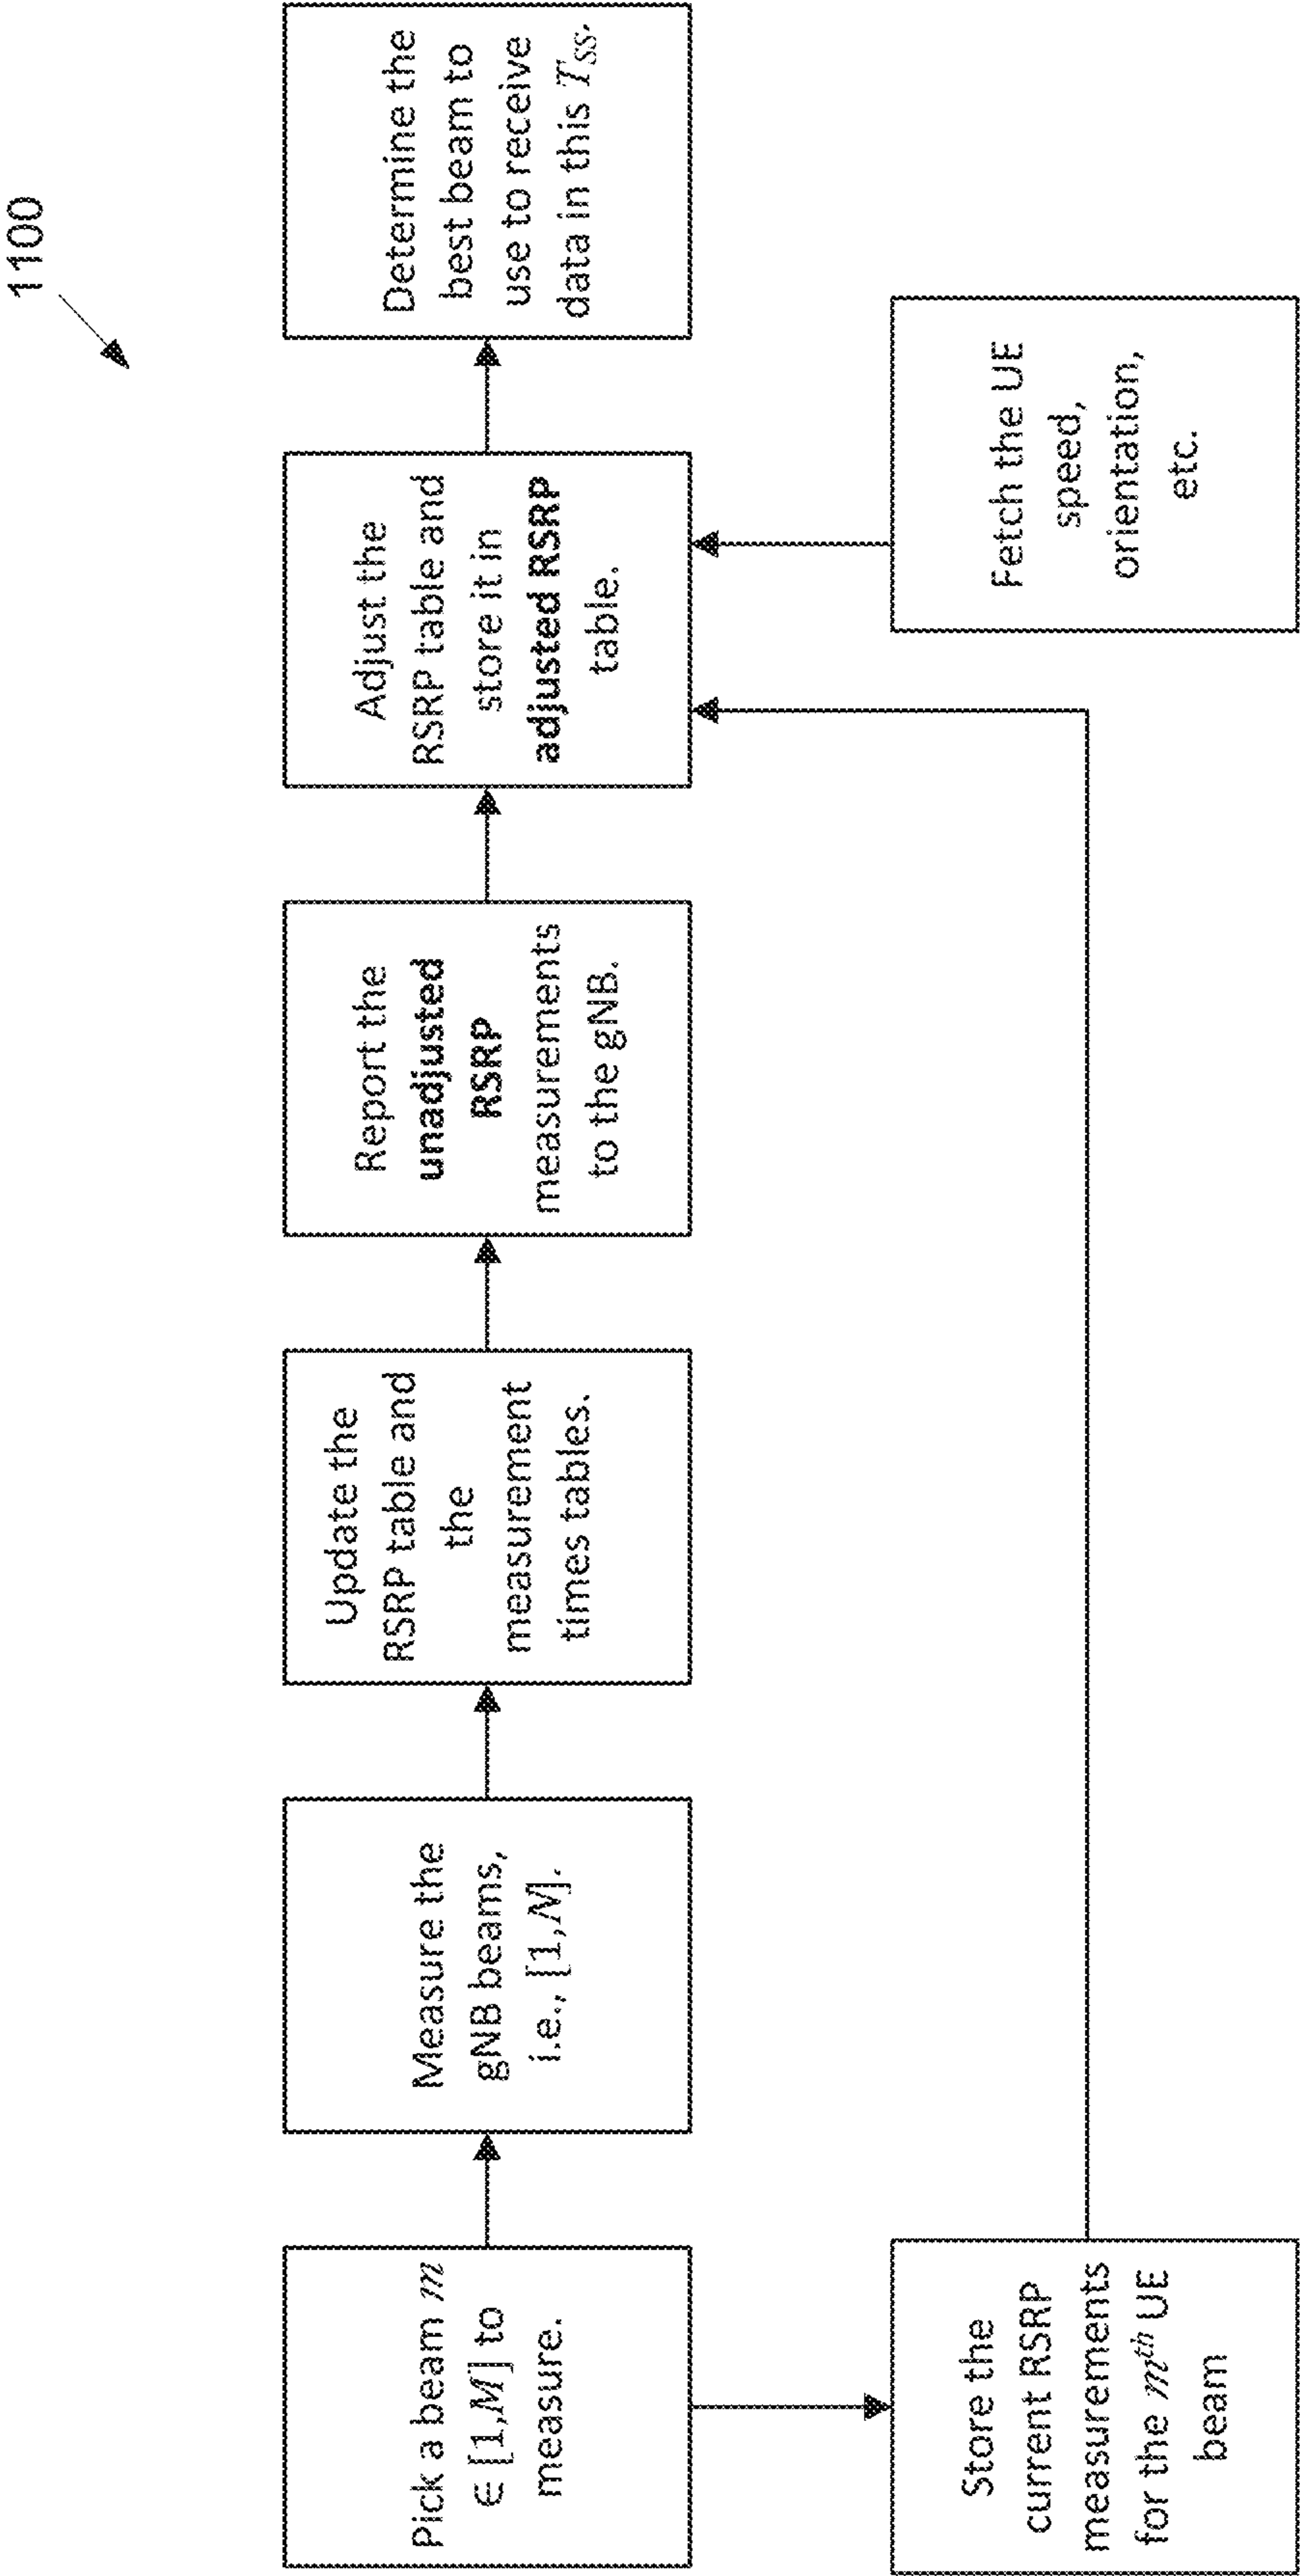 1100
Pick a beam m
∈ [1,M] to
measure.
Measure the
gNB beams,
i.e., [1,N].
Update the
RSRP table and
the
measurement
times tables.
Report the
unadjusted
RSRP
measurements
to the gNB.
Adjust the
RSRP table and
store it in
adjusted RSRP
table.
Determine the
best beam to
use to receive
data in this T_SS.
Store the
current RSRP
measurements
for the m^th UE
beam
Fetch the UE
speed,
orientation,
etc.